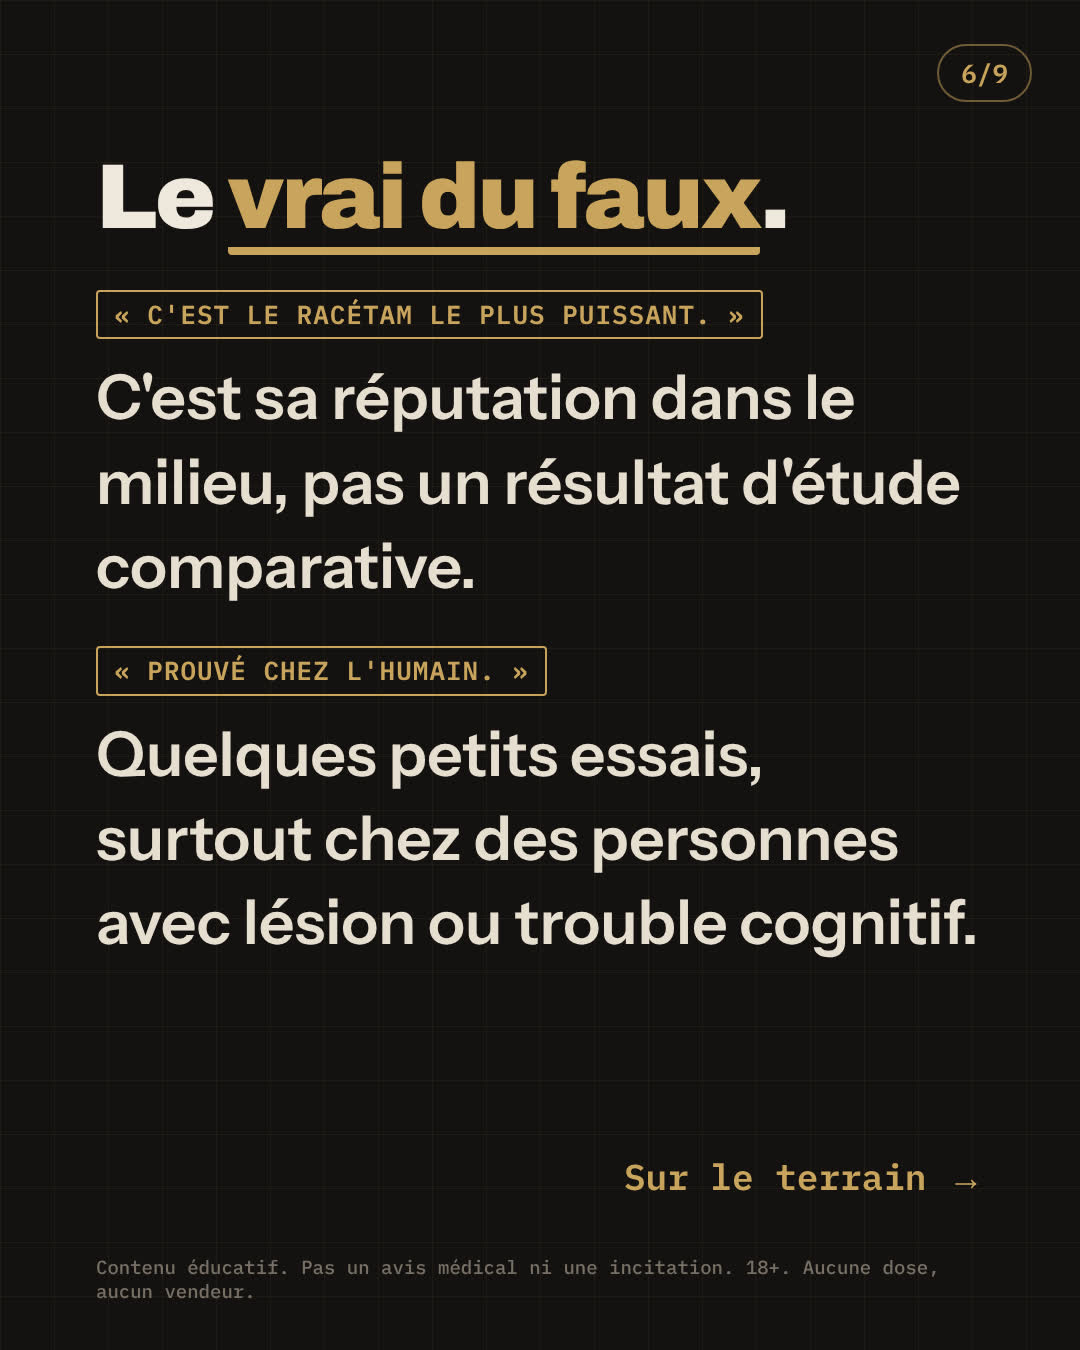 6/9
Le vrai du faux.
« C'EST LE RACÉTAM LE PLUS PUISSANT. »
C'est sa réputation dans le
milieu, pas un résultat d'étude
comparative.
« PROUVÉ CHEZ L'HUMAIN. »
Quelques petits essais,
surtout chez des personnes
avec lésion ou trouble cognitif.
Sur le terrain →
Contenu éducatif. Pas un avis médical ni une incitation. 18+. Aucune dose,
aucun vendeur.